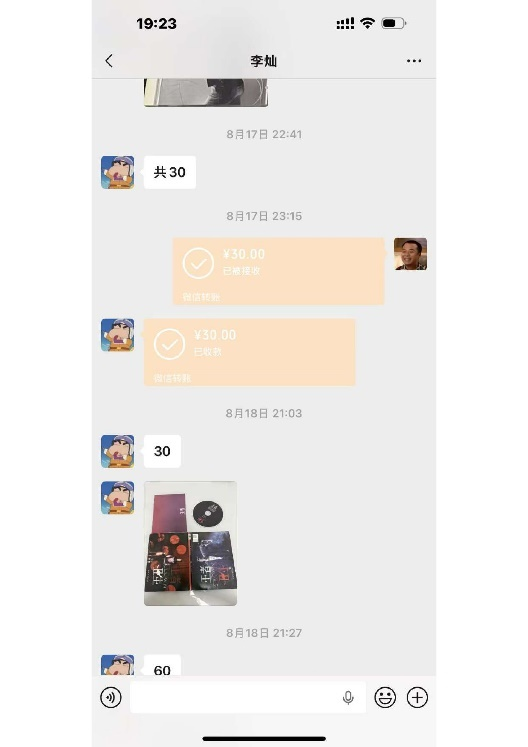 19:23
李灿
8月17日 22:41
共30
8月17日 23:15
¥30.00
已被接收
微信转账
¥30.00
已收款
微信转账
8月18日 21:03
30
8月18日 21:27
60